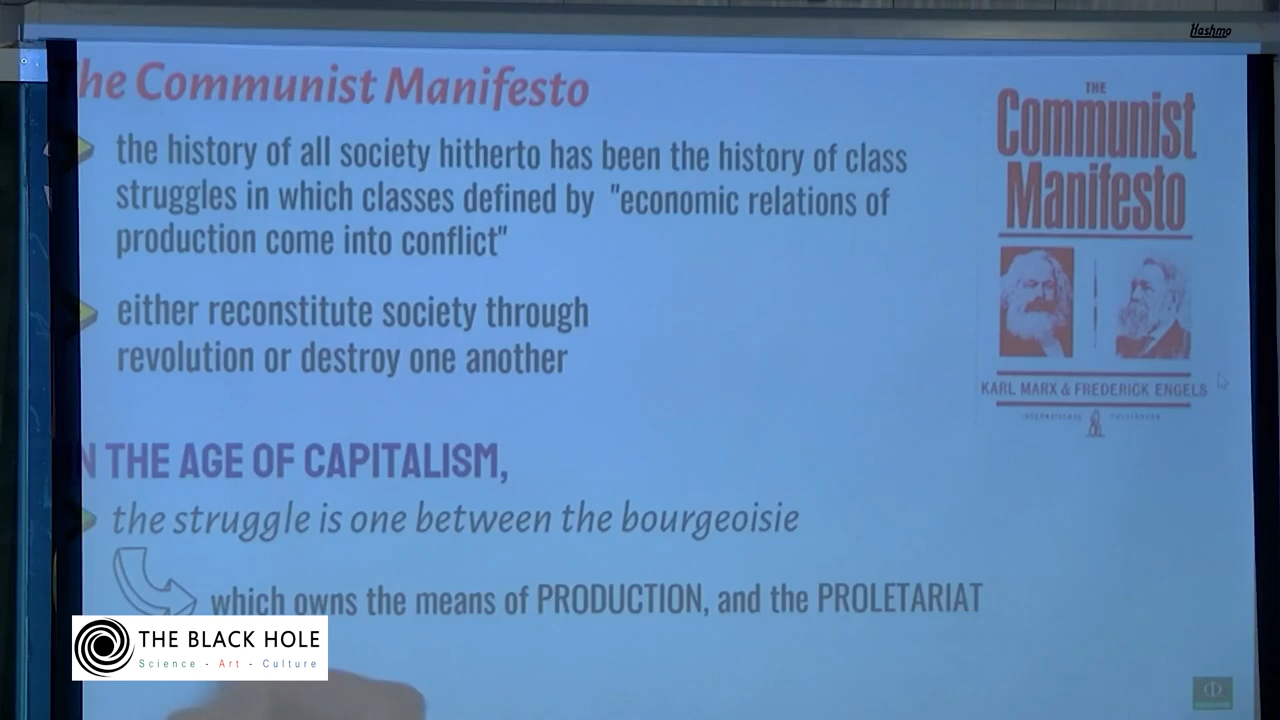 Hashmo
he Communist Manifesto
the history of all society hitherto has been the history of class
struggles in which classes defined by "economic relations of
production come into conflict"
either reconstitute society through
revolution or destroy one another
N THE AGE OF CAPITALISM,
the struggle is one between the bourgeoisie
which owns the means of PRODUCTION, and the PROLETARIAT
THE
Communist
Manifesto
KARL MARX & FREDERICK ENGELS
INTERNATIONAL PUBLISHERS
THE BLACK HOLE
Science - Art - Culture